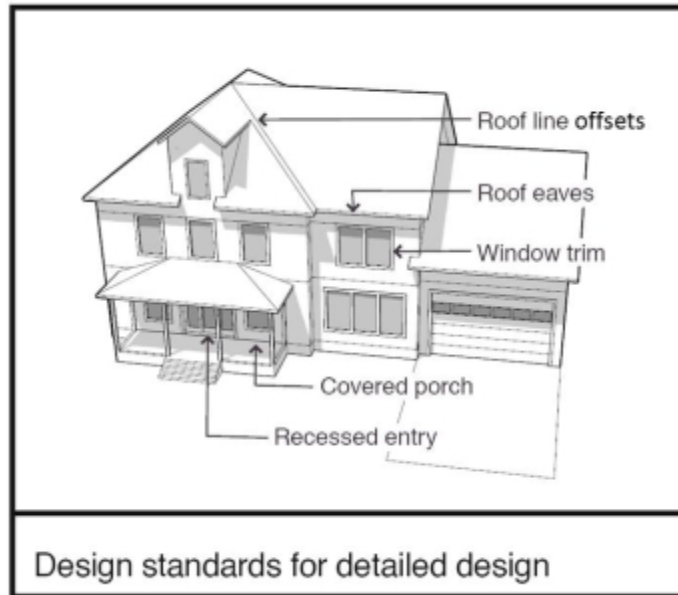 Roof line offsets
Roof eaves
Window trim
Covered porch
Recessed entry
Design standards for detailed design